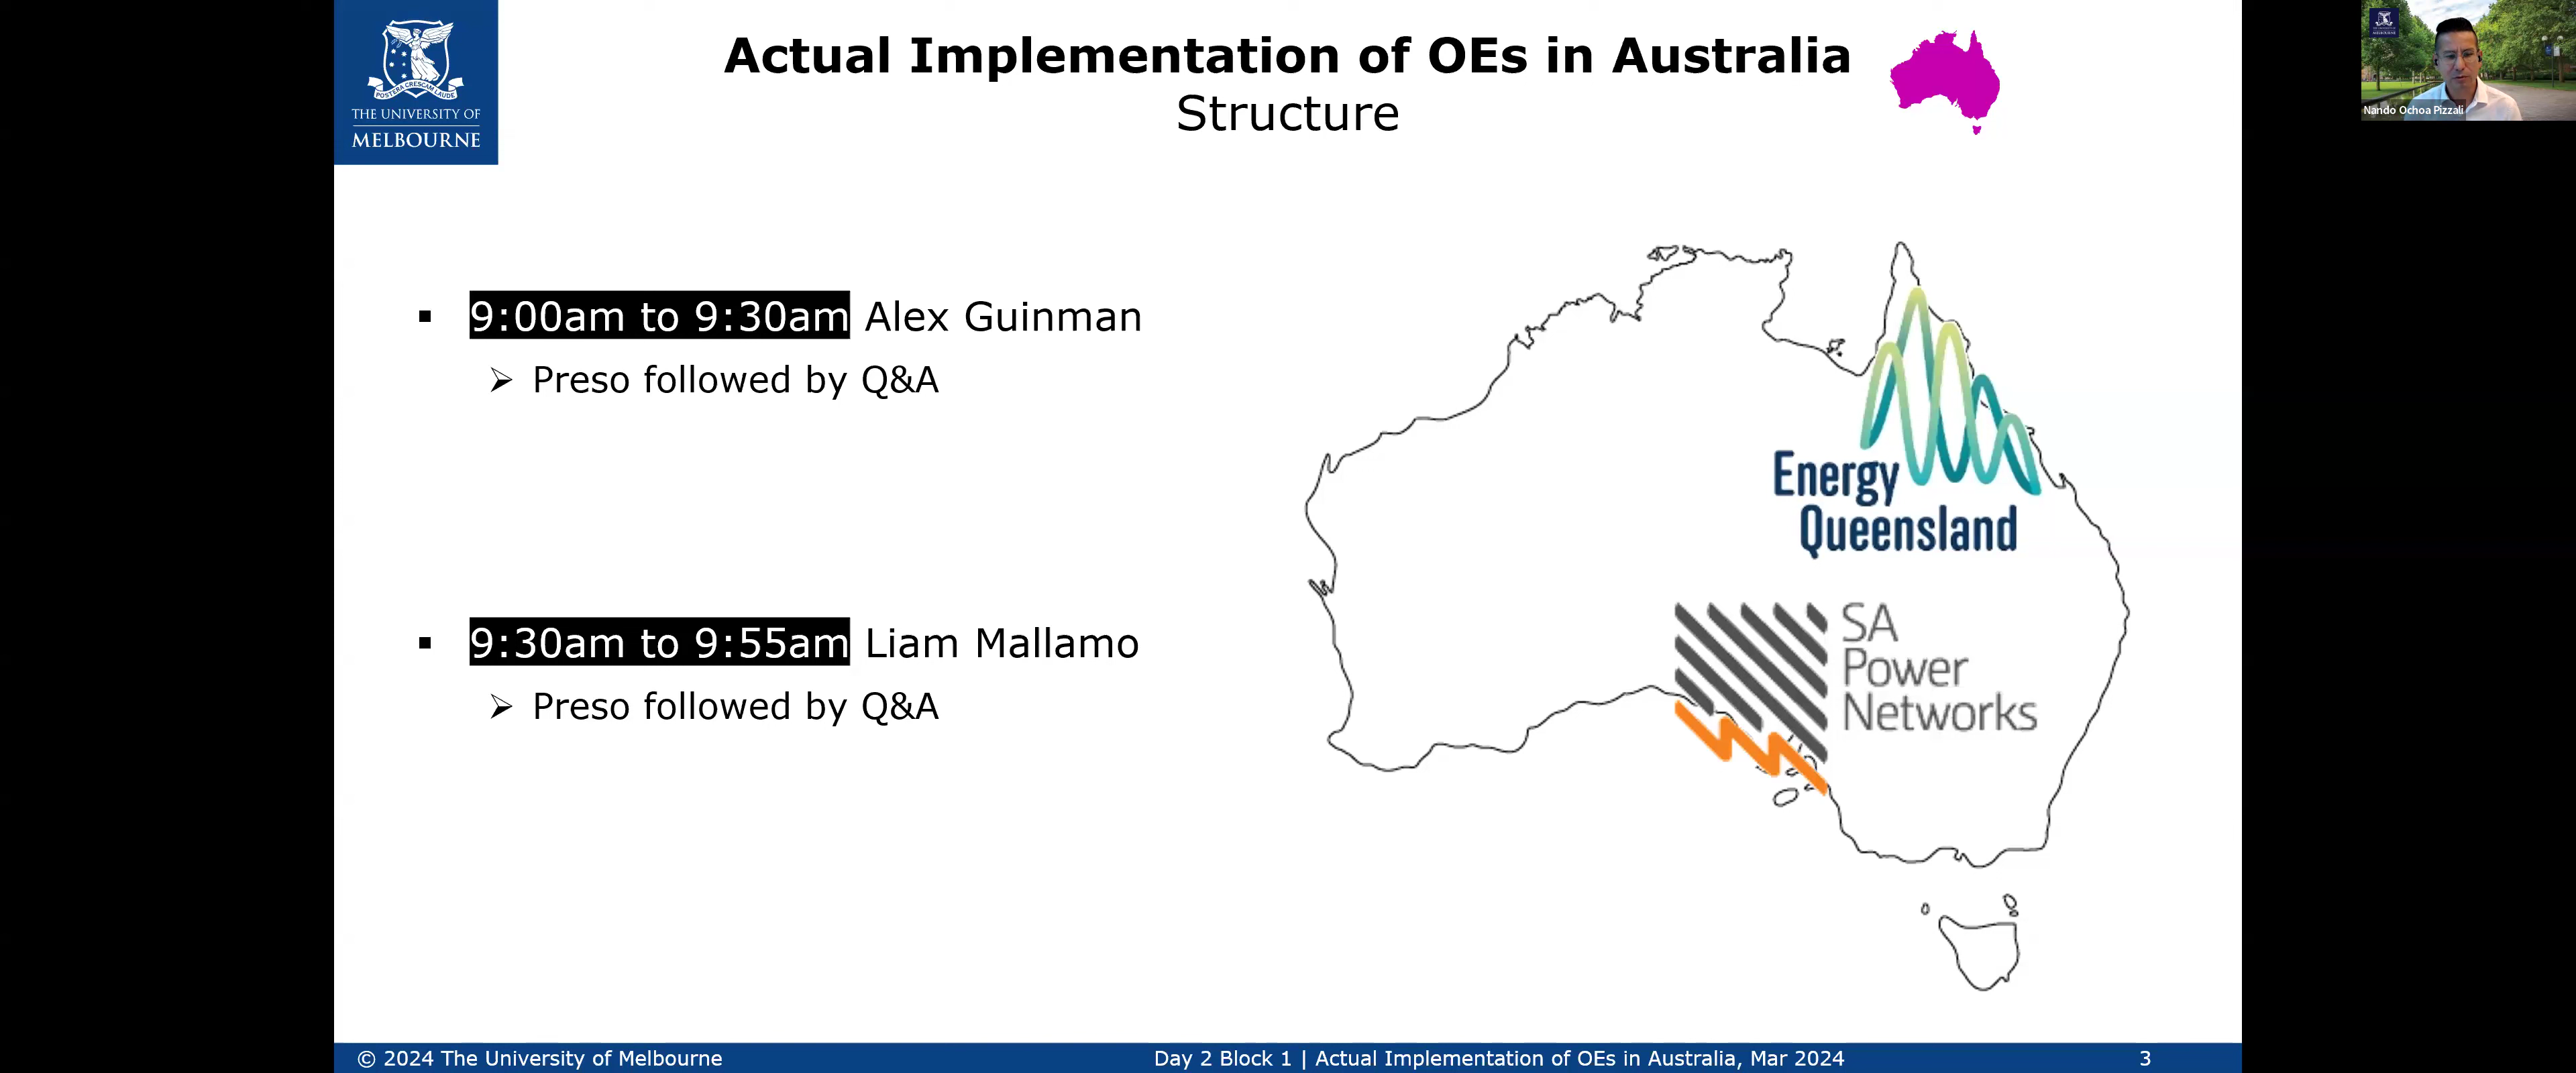 POSTERA CRESCAM LAUDE
THE UNIVERSITY OF
MELBOURNE
Actual Implementation of OEs in Australia
Structure
Nando Ochoa Pizzali
▪ 9:00am to 9:30am Alex Guinman
➢ Preso followed by Q&A
Energy
Queensland
▪ 9:30am to 9:55am Liam Mallamo
➢ Preso followed by Q&A
SA
Power
Networks
© 2024 The University of Melbourne
Day 2 Block 1 | Actual Implementation of OEs in Australia, Mar 2024
3